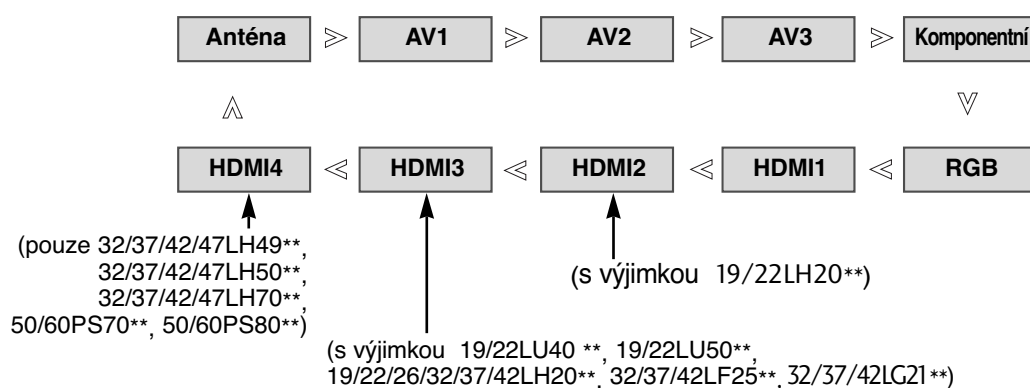 Anténa AV1 AV2 AV3 Komponentní
HDMI4 HDMI3 HDMI2 HDMI1 RGB
(pouze 32/37/42/47LH49**,
32/37/42/47LH50**,
32/37/42/47LH70**,
50/60PS70**, 50/60PS80**)
(s výjimkou 19/22LH20**)
(s výjimkou 19/22LU40 **, 19/22LU50**,
19/22/26/32/37/42LH20**, 32/37/42LF25**, 32/37/42LG21**)